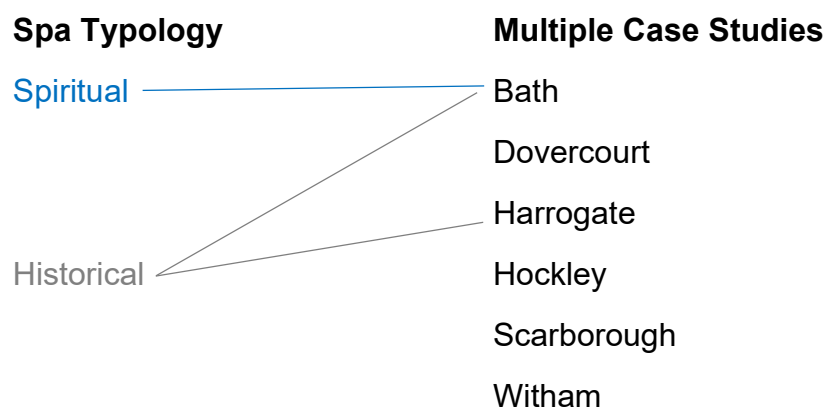 Spa Typology Multiple Case Studies
Spiritual Bath
Dovercourt
Harrogate
Historical Hockley
Scarborough
Witham